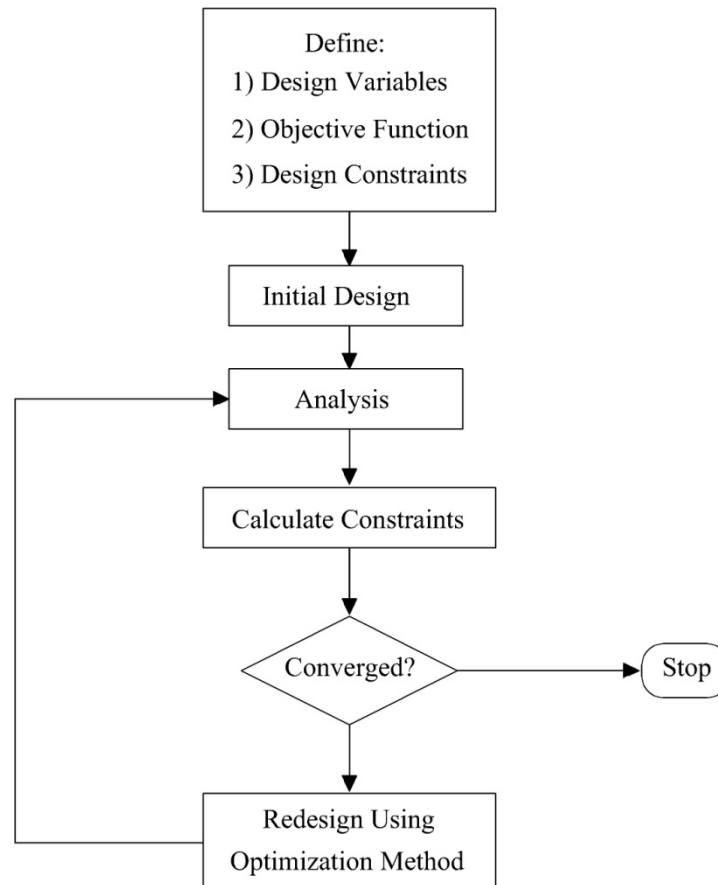 Define:
1) Design Variables
2) Objective Function
3) Design Constraints
Initial Design
Analysis
Calculate Constraints
Converged?
Stop
Redesign Using
Optimization Method